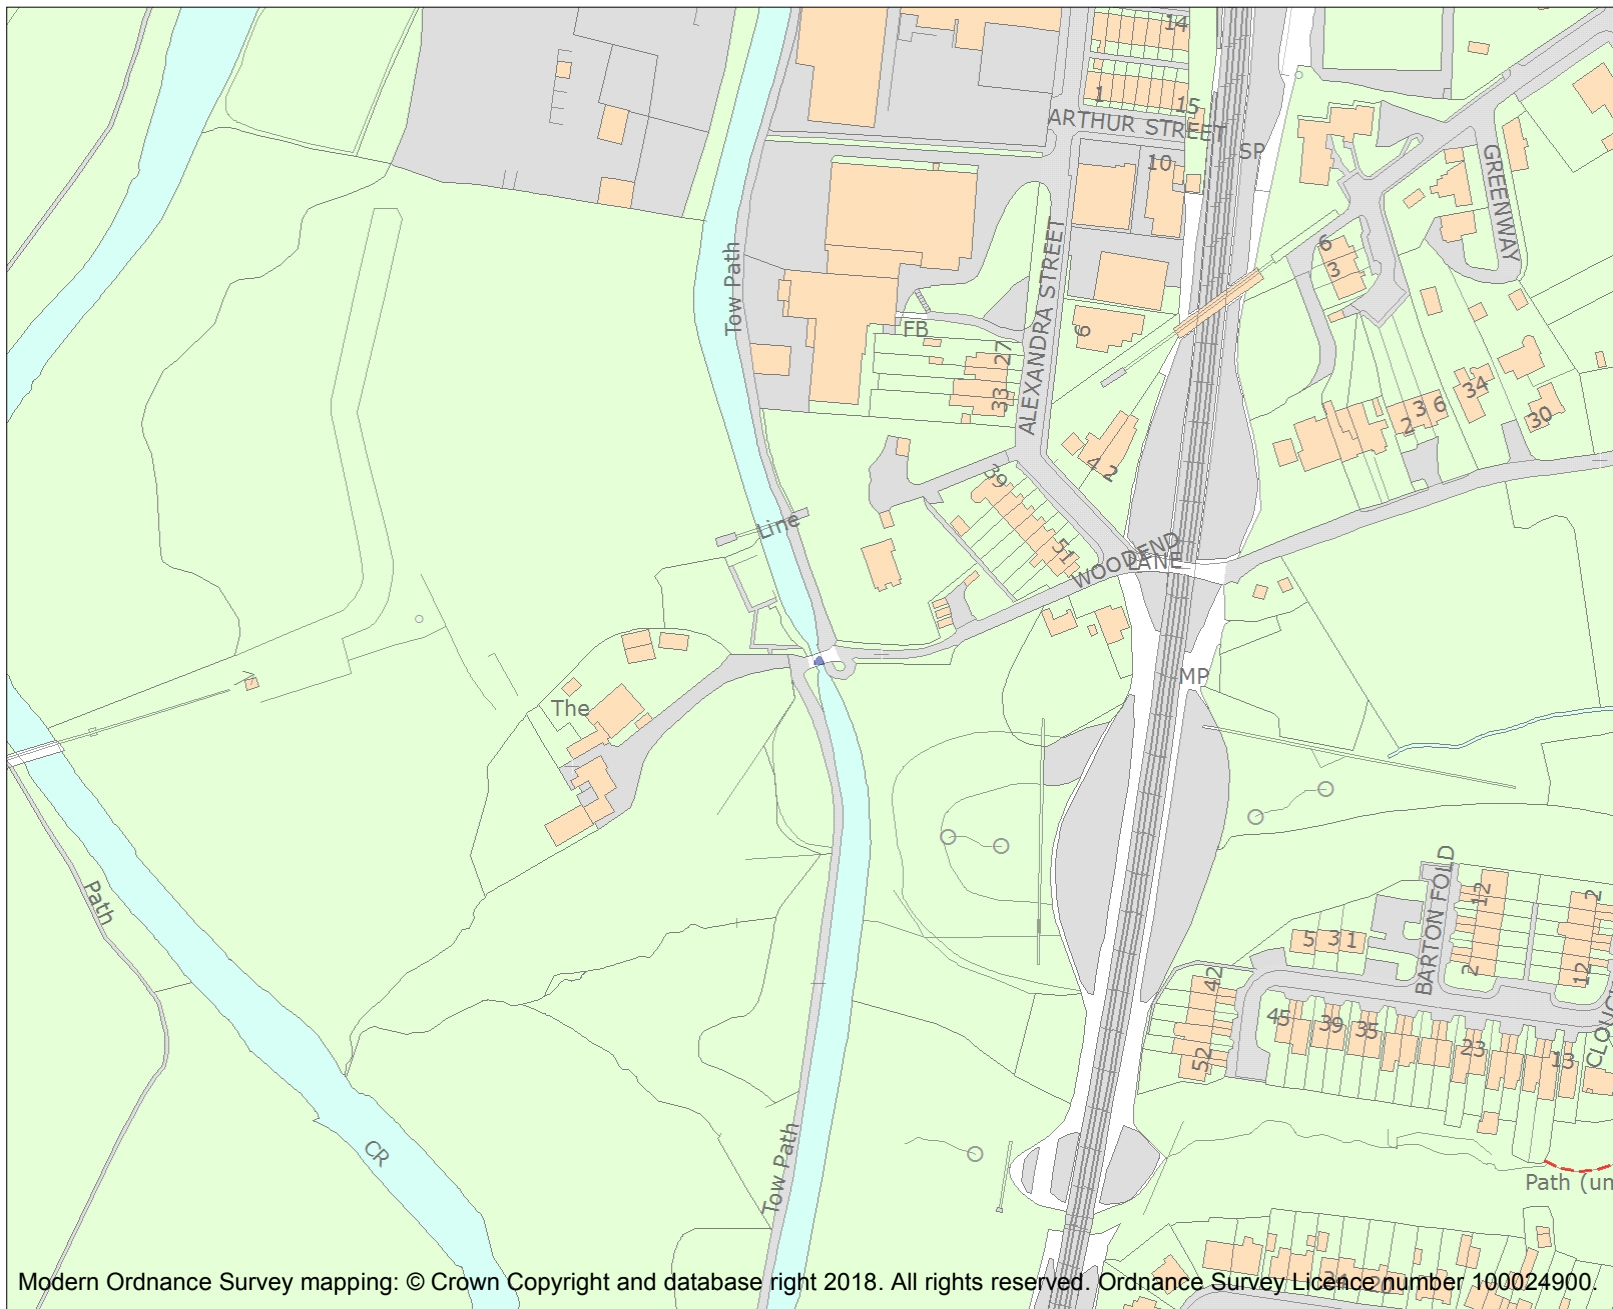 14
1
15
ARTHUR STREET
SP
10
GREENWAY
6
3
Tow Path
ALEXANDRA STREET
FB
6
27
33
34
2 3 6
30
4 2
39
Line
51
WOODEND
LANE
MP
The
Path
BARTON FOLD
12
2
5 3 1
2
12
42
45
39
35
52
23
13
CLOUGH
CR
Tow Path
Path (un
Modern Ordnance Survey mapping: © Crown Copyright and database right 2018. All rights reserved. Ordnance Survey Licence number 100024900.